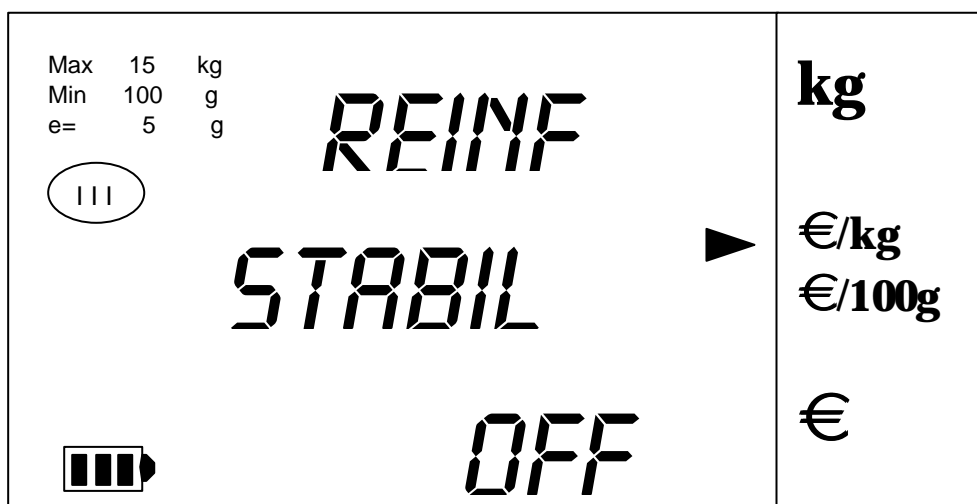 Max 15 kg
Min 100 g
e= 5 g
III
REINF
STABIL
OFF
kg
€/kg
€/100g
€